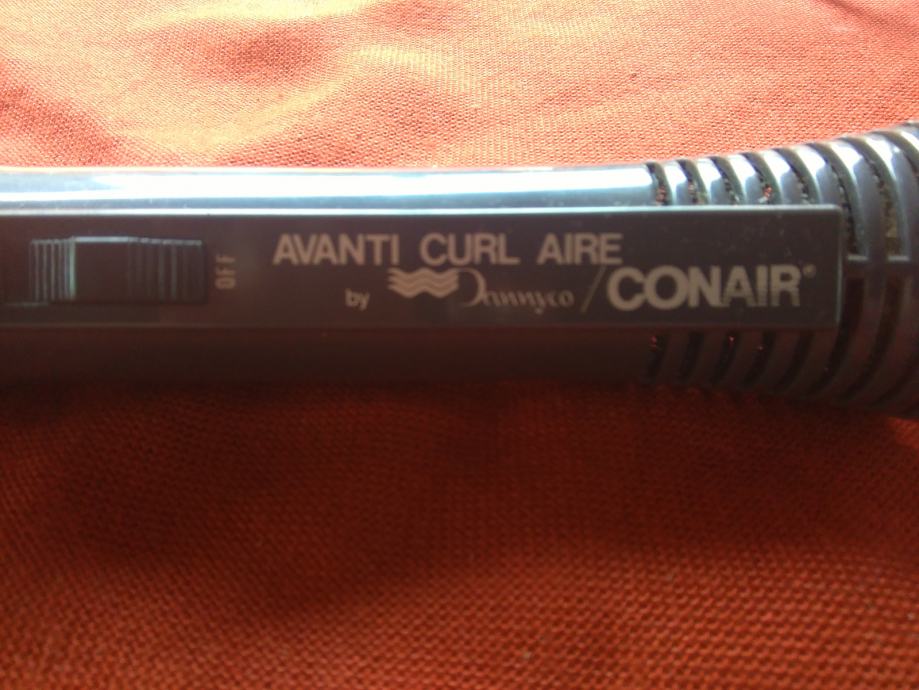 OFF
AVANTI CURL AIRE
by Dannyco / CONAIR®